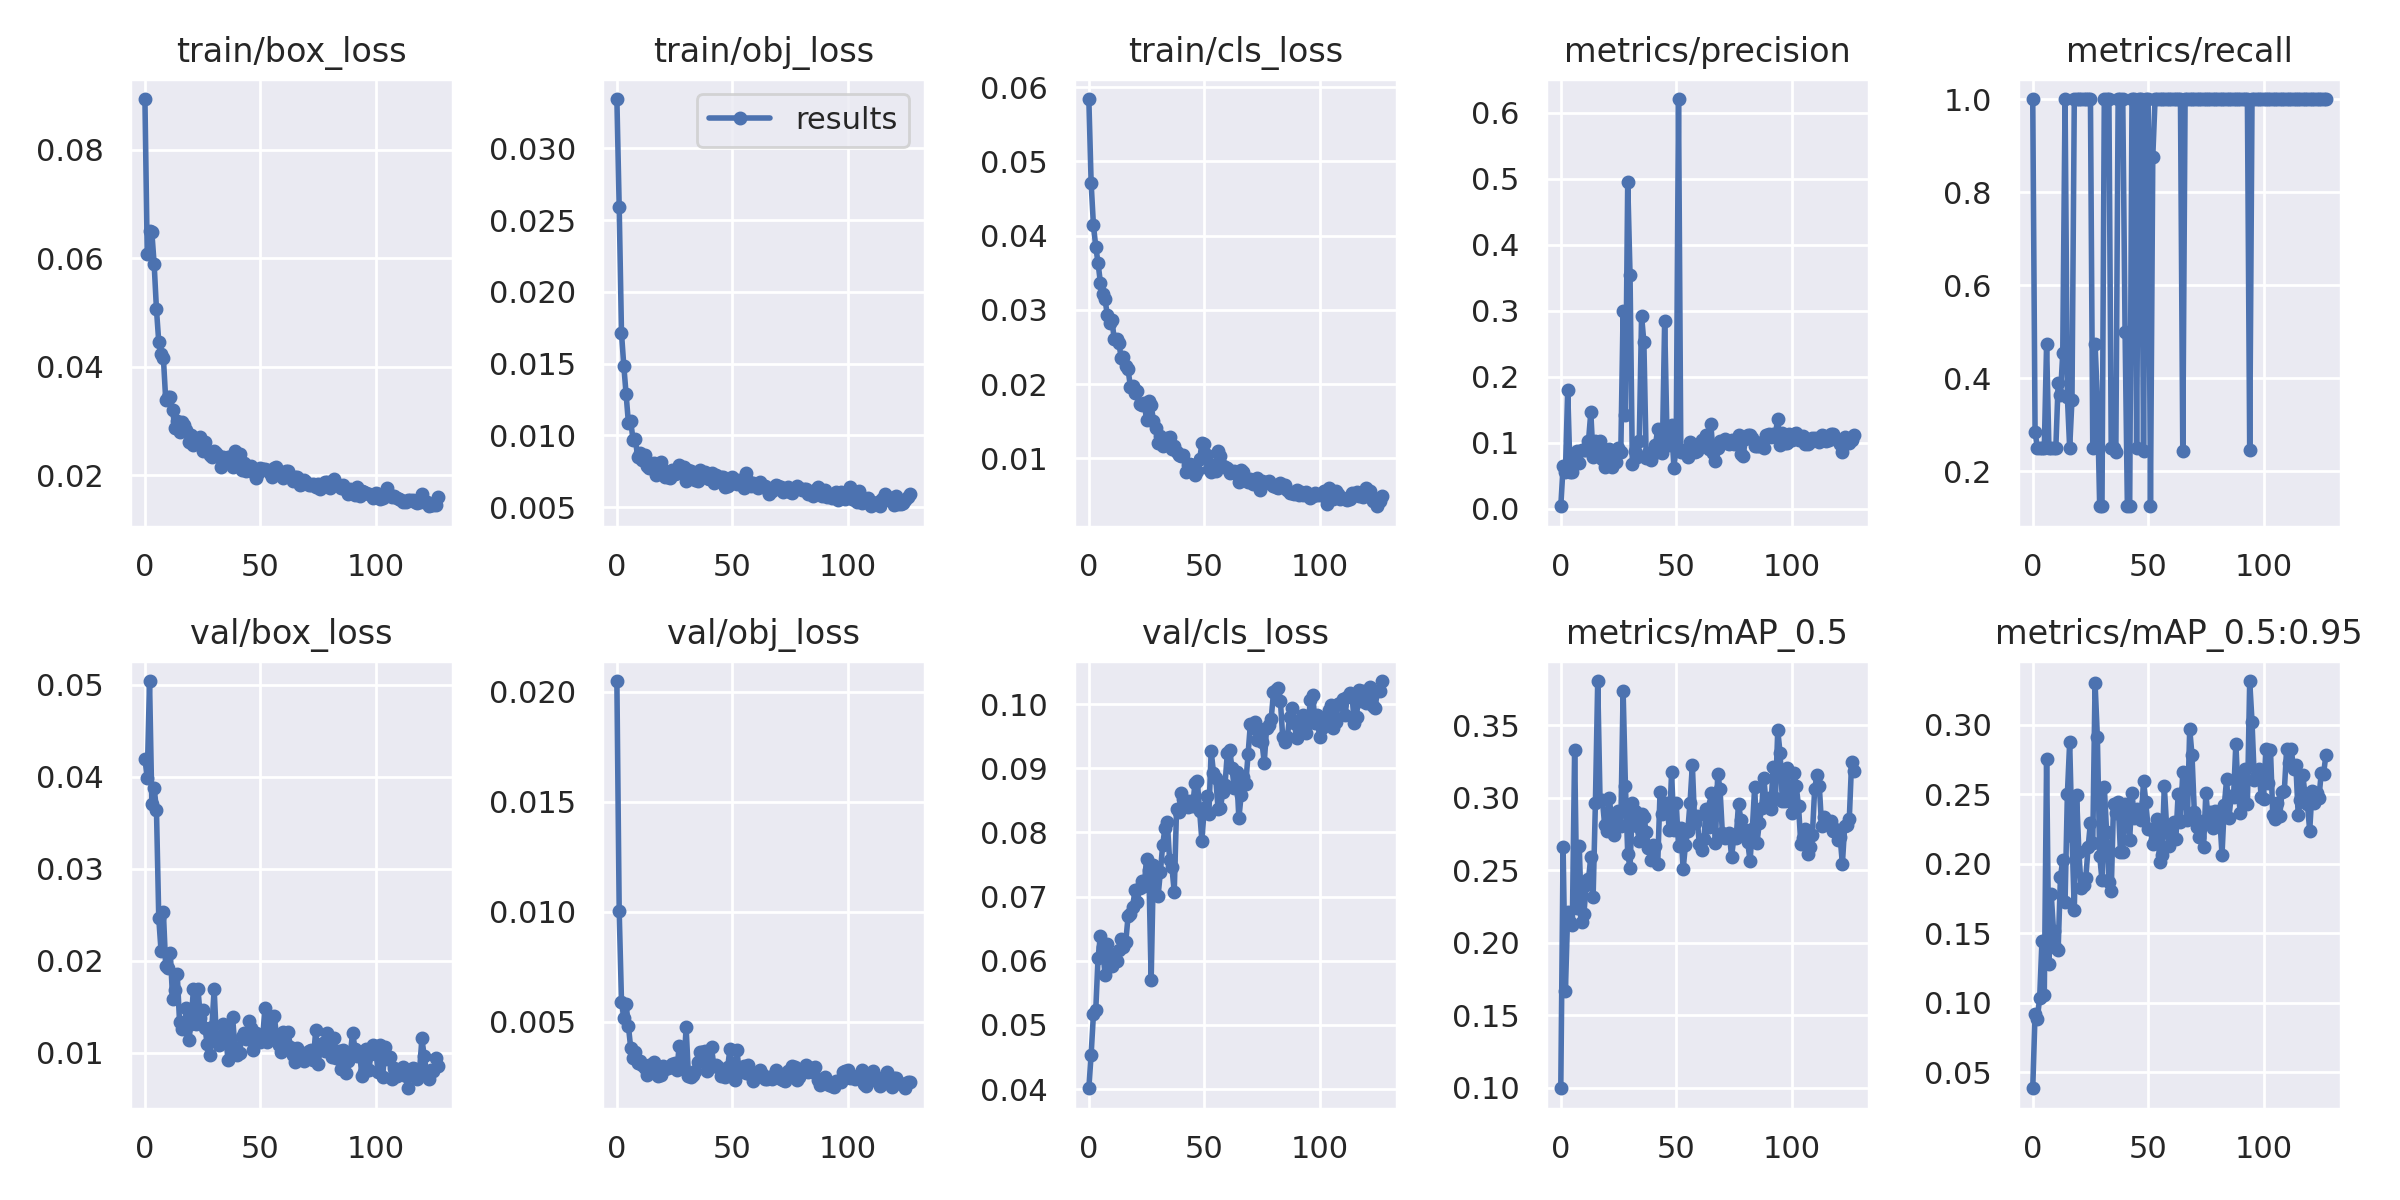 train/box_loss
0.08
0.06
0.04
0.02
0 50 100
train/obj_loss
results
0.030
0.025
0.020
0.015
0.010
0.005
0 50 100
train/cls_loss
0.06
0.05
0.04
0.03
0.02
0.01
0 50 100
metrics/precision
0.6
0.5
0.4
0.3
0.2
0.1
0.0
0 50 100
metrics/recall
1.0
0.8
0.6
0.4
0.2
0 50 100
val/box_loss
0.05
0.04
0.03
0.02
0.01
0 50 100
val/obj_loss
0.020
0.015
0.010
0.005
0 50 100
val/cls_loss
0.10
0.09
0.08
0.07
0.06
0.05
0.04
0 50 100
metrics/mAP_0.5
0.35
0.30
0.25
0.20
0.15
0.10
0 50 100
metrics/mAP_0.5:0.95
0.30
0.25
0.20
0.15
0.10
0.05
0 50 100